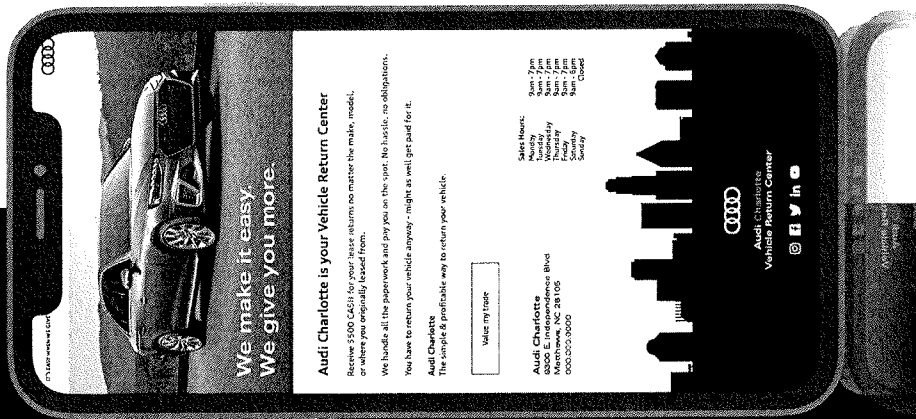 We make it easy.
We give you more.
Audi Charlotte is your Vehicle Return Center
Receive $500 CASH for your lease returns no matter the make, model,
or where you originally leased from.
We handle all the paperwork and pay you on the spot. No hassle, no obligations.
You have to return your vehicle anyway - might as well get paid for it.
Audi Charlotte
The simple & profitable way to return your vehicle.
Value my trade
Audi Charlotte
9300 E. Independence Blvd
Matthews, NC 28105
000.000.0000
Sales Hours:
Monday 9am - 7pm
Tuesday 9am - 7pm
Wednesday 9am - 7pm
Thursday 9am - 7pm
Friday 9am - 7pm
Saturday 9am - 6pm
Sunday Closed
Audi Charlotte
Vehicle Return Center